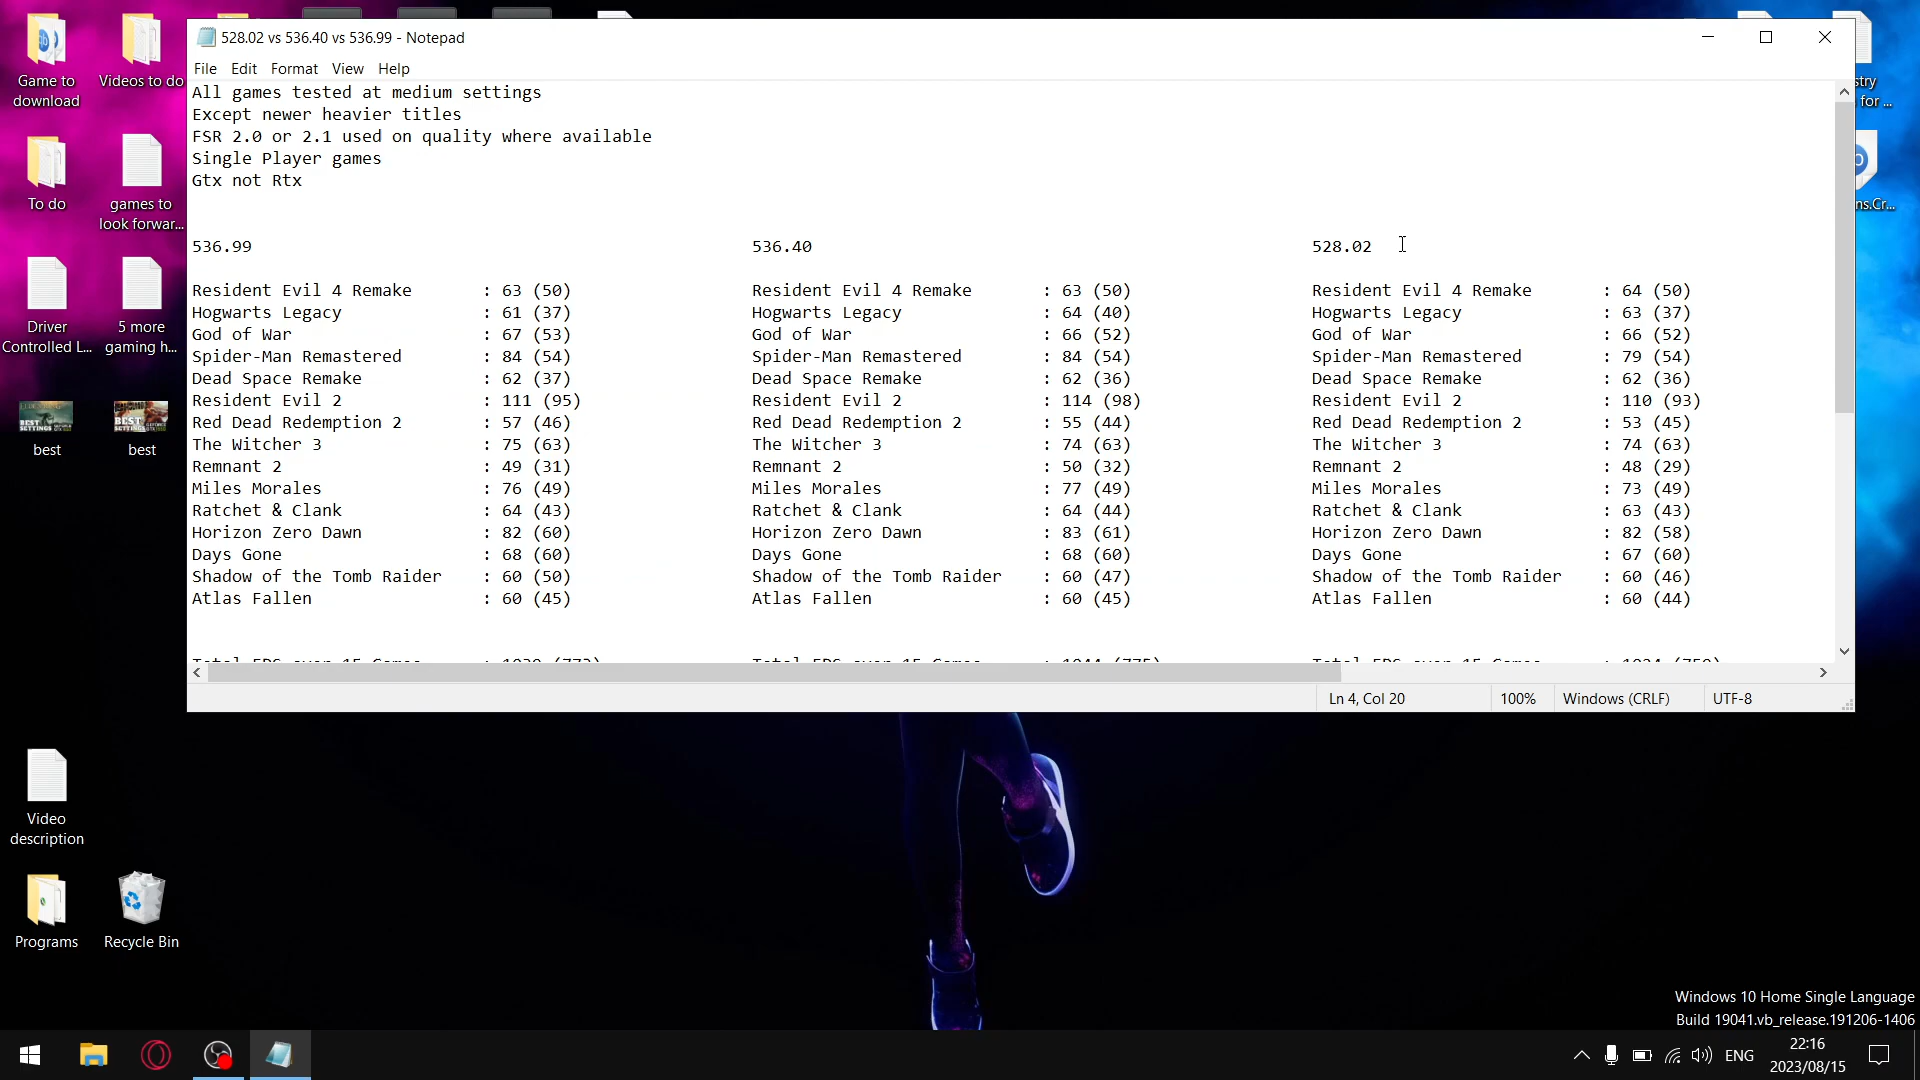 528.02 vs 536.40 vs 536.99 - Notepad
File Edit Format View Help
All games tested at medium settings
Except newer heavier titles
FSR 2.0 or 2.1 used on quality where available
Single Player games
Gtx not Rtx
536.99 536.40 528.02
Resident Evil 4 Remake : 63 (50) Resident Evil 4 Remake : 63 (50) Resident Evil 4 Remake : 64 (50)
Hogwarts Legacy : 61 (37) Hogwarts Legacy : 64 (40) Hogwarts Legacy : 63 (37)
God of War : 67 (53) God of War : 66 (52) God of War : 66 (52)
Spider-Man Remastered : 84 (54) Spider-Man Remastered : 84 (54) Spider-Man Remastered : 79 (54)
Dead Space Remake : 62 (37) Dead Space Remake : 62 (36) Dead Space Remake : 62 (36)
Resident Evil 2 : 111 (95) Resident Evil 2 : 114 (98) Resident Evil 2 : 110 (93)
Red Dead Redemption 2 : 57 (46) Red Dead Redemption 2 : 55 (44) Red Dead Redemption 2 : 53 (45)
The Witcher 3 : 75 (63) The Witcher 3 : 74 (63) The Witcher 3 : 74 (63)
Remnant 2 : 49 (31) Remnant 2 : 50 (32) Remnant 2 : 48 (29)
Miles Morales : 76 (49) Miles Morales : 77 (49) Miles Morales : 73 (49)
Ratchet & Clank : 64 (43) Ratchet & Clank : 64 (44) Ratchet & Clank : 63 (43)
Horizon Zero Dawn : 82 (60) Horizon Zero Dawn : 83 (61) Horizon Zero Dawn : 82 (58)
Days Gone : 68 (60) Days Gone : 68 (60) Days Gone : 67 (60)
Shadow of the Tomb Raider : 60 (50) Shadow of the Tomb Raider : 60 (47) Shadow of the Tomb Raider : 60 (46)
Atlas Fallen : 60 (45) Atlas Fallen : 60 (45) Atlas Fallen : 60 (44)
Ln 4, Col 20 100% Windows (CRLF) UTF-8
Game to
download
Videos to do
To do
games to
look forwar...
Driver
Controlled L...
5 more
gaming h...
best
best
Video
description
Programs
Recycle Bin
stry
for ...
ns.Cr...
Windows 10 Home Single Language
Build 19041.vb_release.191206-1406
ENG
22:16
2023/08/15